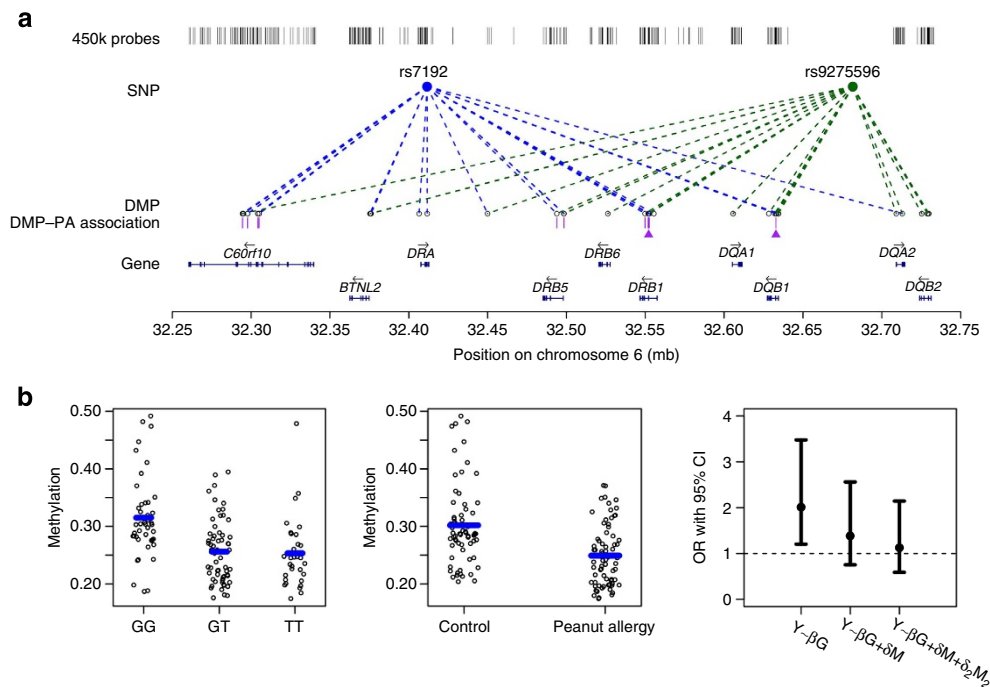 a
450k probes
rs7192
rs9275596
SNP
DMP
DMP–PA association
Gene
C6orf10
DRA
DRB6
DQA1
DQA2
BTNL2
DRB5
DRB1
DQB1
DQB2
32.25 32.30 32.35 32.40 32.45 32.50 32.55 32.60 32.65 32.70 32.75
Position on chromosome 6 (mb)
b
Methylation
0.50
0.40
0.30
0.20
GG GT TT
Methylation
0.50
0.40
0.30
0.20
Control Peanut allergy
OR with 95% CI
4
3
2
1
0
Y~βG
Y~βG+δM
Y~βG+δM+δ₂M₂